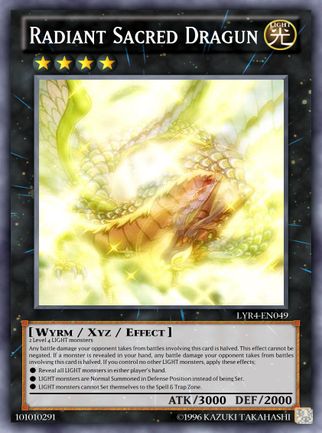 RADIANT SACRED DRAGUN
LIGHT
光
LYR4-EN049
[ WYRM / XYZ / EFFECT ]
2 Level 4 LIGHT monsters
Any battle damage your opponent takes from battles involving this card is halved. This effect cannot be
negated. If a monster is revealed in your hand, any battle damage your opponent takes from battles
involving this card is halved. If you control no other LIGHT monsters, apply these effects;
● Reveal all LIGHT monsters in either player's hand.
● LIGHT monsters are Normal Summoned in Defense Position instead of being Set.
● LIGHT monsters cannot Set themselves to the Spell & Trap Zone.
ATK/3000 DEF/2000
101010291
©1996 KAZUKI TAKAHASHI